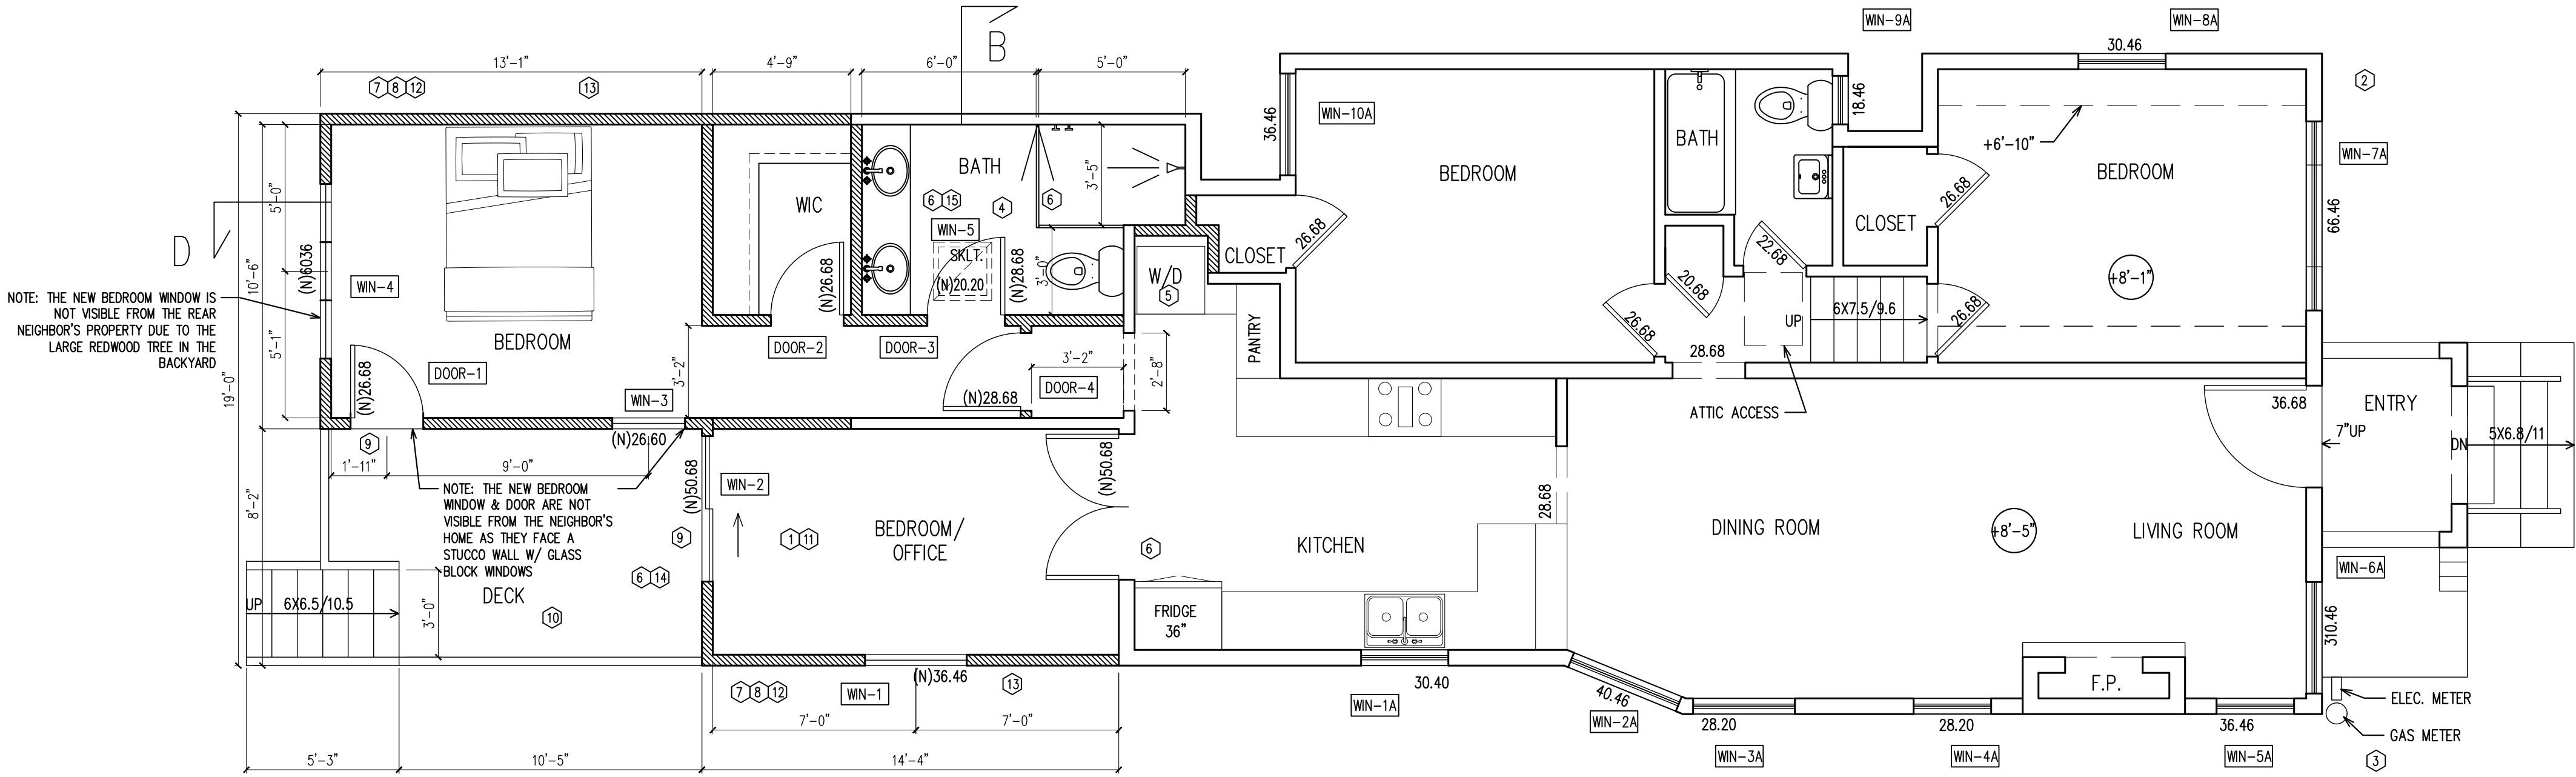 WIN-9A
WIN-8A
B
30.46
13'-1"
4'-9"
6'-0"
5'-0"
7 8 12
13
2
36.46
WIN-10A
18.46
+6'-10"
WIN-7A
BATH
BATH
BEDROOM
BEDROOM
5'-0"
3'-5"
WIC
6 15
4
6
26.68
66.46
WIN-5
CLOSET
26.68
D
10'-6"
(N)6036
WIN-4
SKLT.
(N)20.20
(N)26.68
(N)28.68
3'-0"
CLOSET
W/D
5
22.68
20.68
+8'-1"
NOTE: THE NEW BEDROOM WINDOW IS
NOT VISIBLE FROM THE REAR
NEIGHBOR'S PROPERTY DUE TO THE
LARGE REDWOOD TREE IN THE
BACKYARD
19'-0"
5'-1"
BEDROOM
DOOR-2
DOOR-3
PANTRY
26.68
UP
6X7.5/9.6
26.68
28.68
3'-2"
3'-2"
2'-8"
DOOR-1
DOOR-4
(N)26.68
WIN-3
(N)28.68
ATTIC ACCESS
36.68
ENTRY
7"UP
DN
5X6.8/11
9
(N)26.60
1'-11"
9'-0"
8'-2"
NOTE: THE NEW BEDROOM
WINDOW & DOOR ARE NOT
VISIBLE FROM THE NEIGHBOR'S
HOME AS THEY FACE A
STUCCO WALL W/ GLASS
BLOCK WINDOWS
(N)50.68
WIN-2
(N)50.68
28.68
9
1 11
BEDROOM/
OFFICE
6
KITCHEN
DINING ROOM
+8'-5"
LIVING ROOM
WIN-6A
6 14
DECK
10
UP
6X6.5/10.5
3'-0"
FRIDGE
36"
310.46
(N)36.46
7 8 12
WIN-1
13
30.40
40.46
F.P.
ELEC. METER
WIN-1A
WIN-2A
28.20
28.20
36.46
GAS METER
7'-0"
7'-0"
5'-3"
10'-5"
14'-4"
WIN-3A
WIN-4A
WIN-5A
3